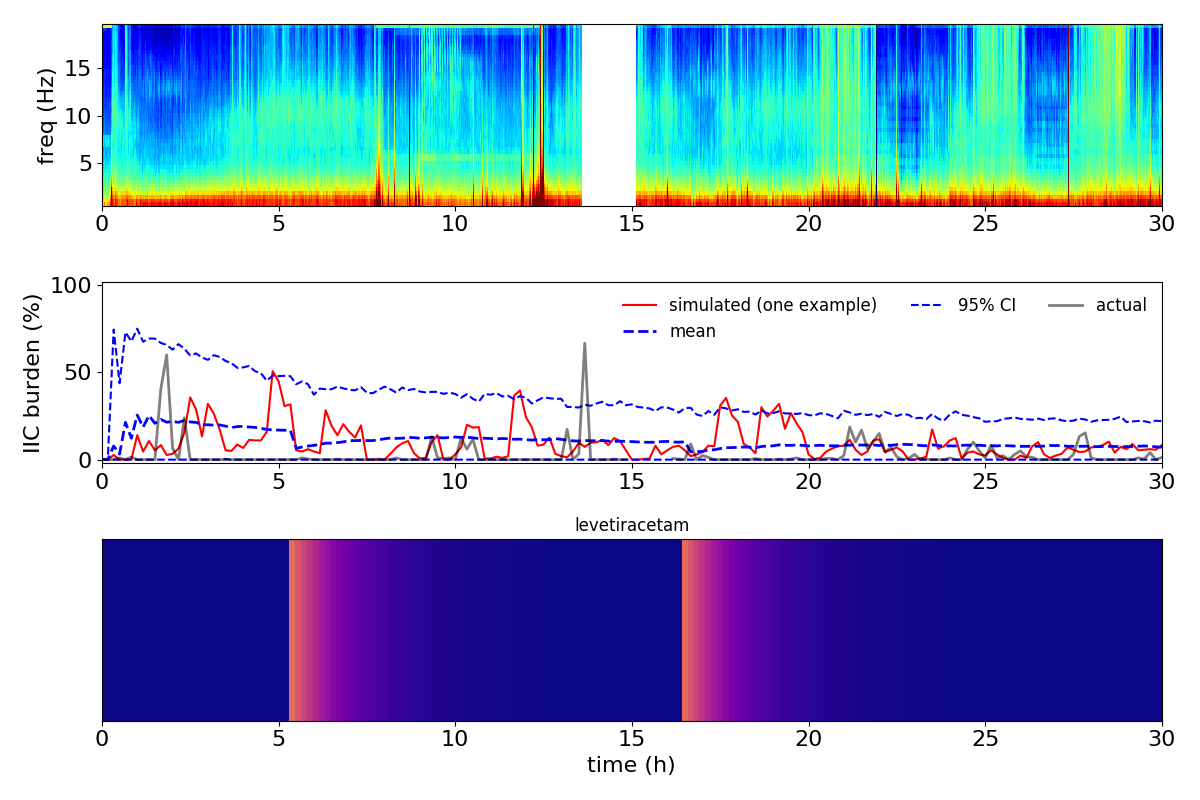 freq (Hz)
15
10
5
0 5 10 15 20 25 30
IIC burden (%)
100
50
0
simulated (one example) 95% CI actual
mean
0 5 10 15 20 25 30
levetiracetam
0 5 10 15 20 25 30
time (h)